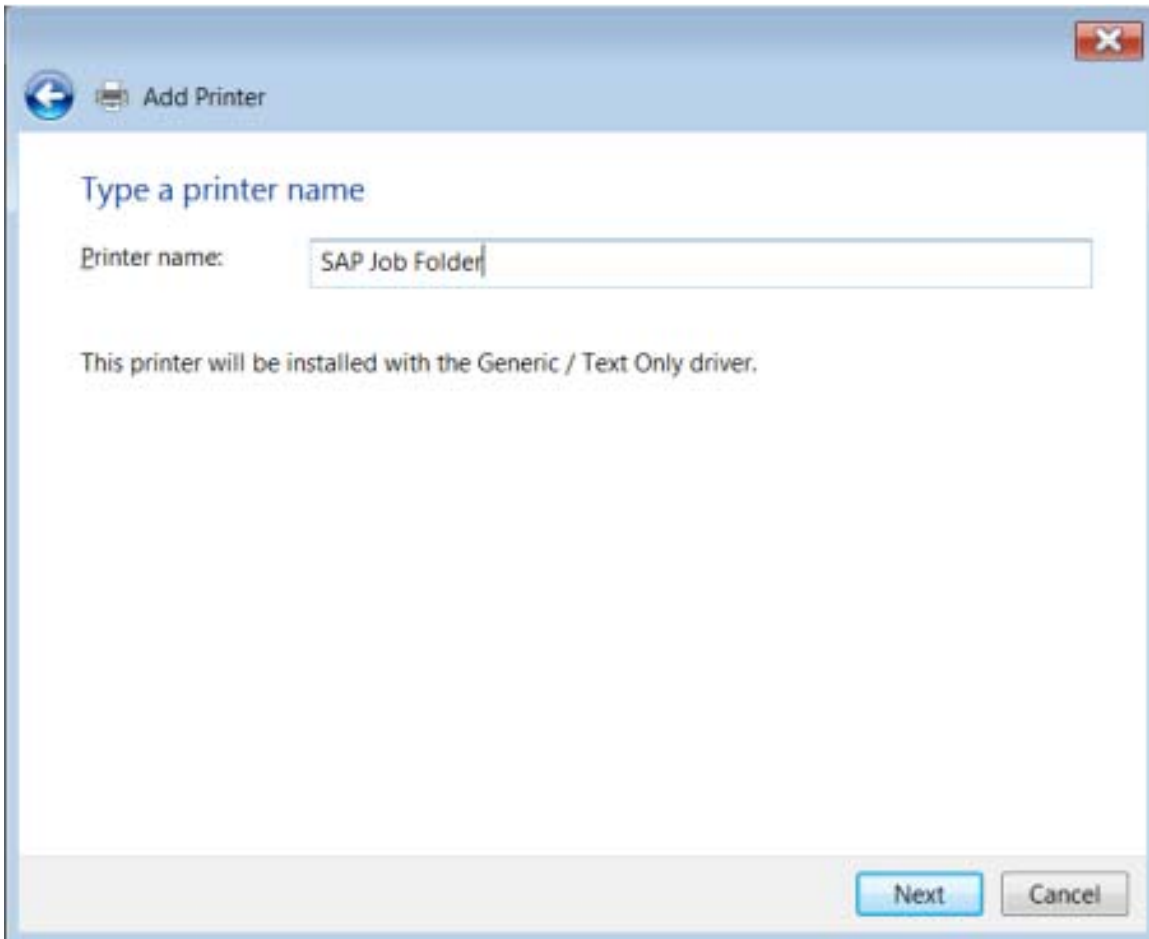 Add Printer
Type a printer name
Printer name: SAP Job Folder
This printer will be installed with the Generic / Text Only driver.
Next Cancel